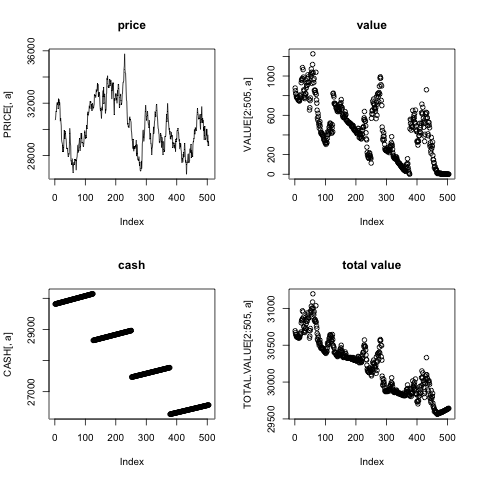 price
value
PRICE[, a]
28000 32000 36000
VALUE[2:505, a]
0 200 600 1000
0 100 200 300 400 500
0 100 200 300 400 500
Index
Index
cash
total value
CASH[, a]
27000 29000
TOTAL.VALUE[2:505, a]
29500 30000 30500 31000
0 100 200 300 400 500
0 100 200 300 400 500
Index
Index